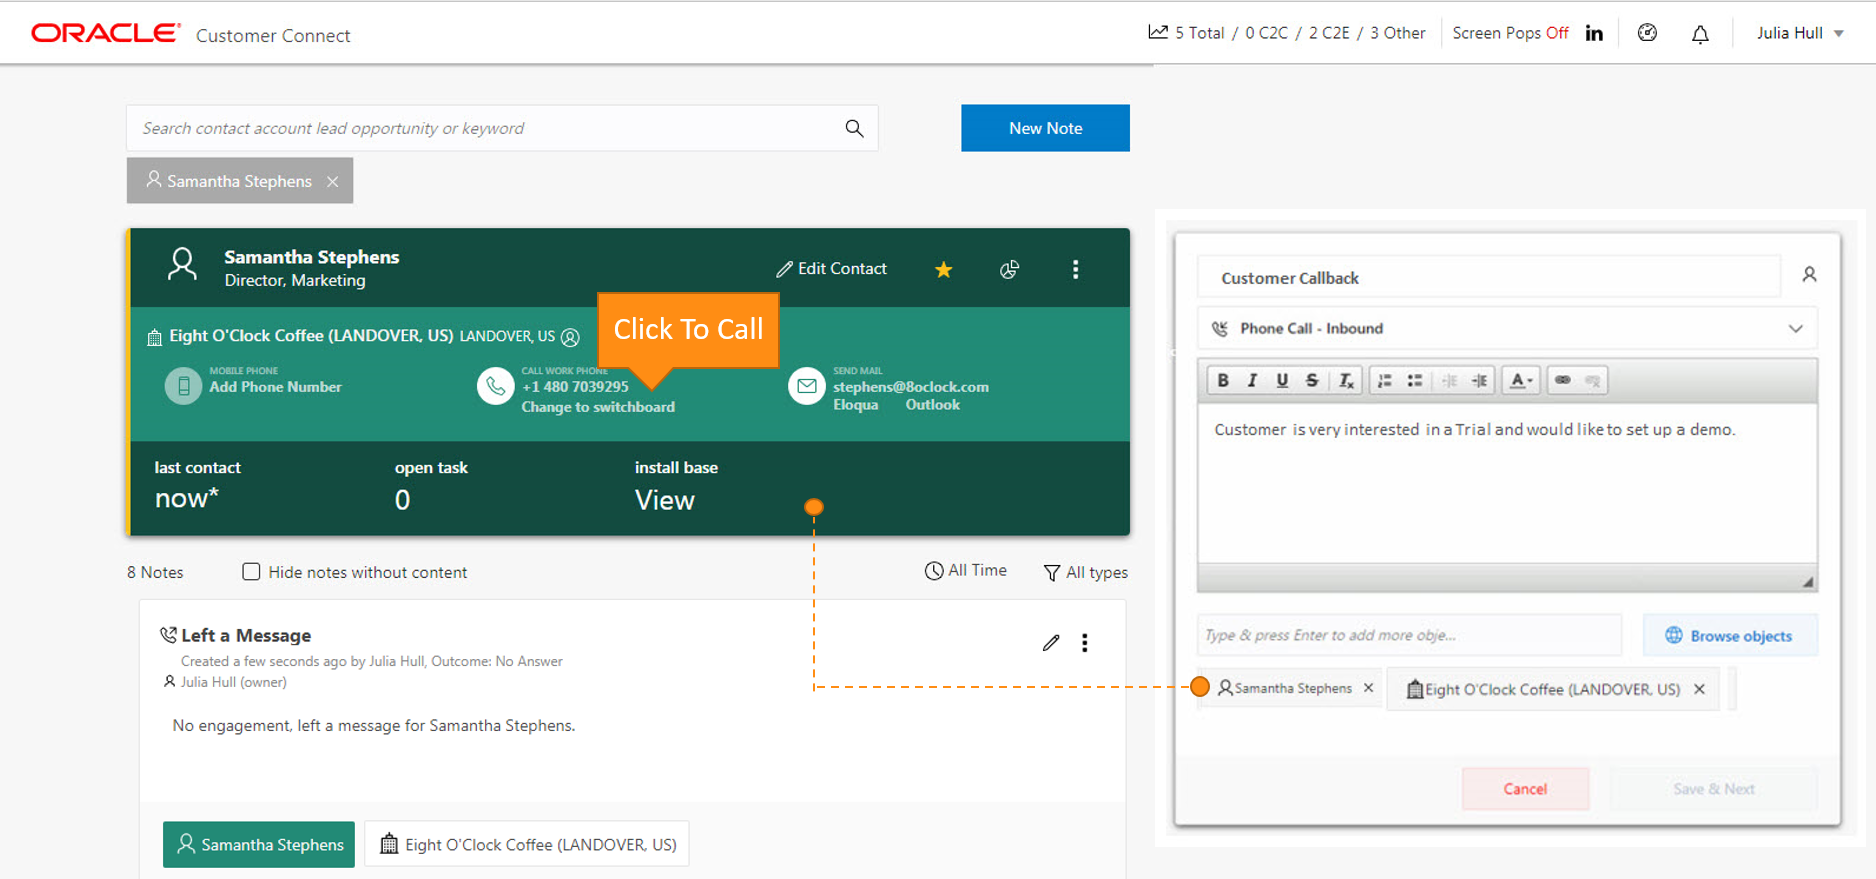 ORACLE Customer Connect
5 Total / 0 C2C / 2 C2E / 3 Other
Screen Pops Off
in
Julia Hull
Search contact account lead opportunity or keyword
New Note
Samantha Stephens
Samantha Stephens
Director, Marketing
Edit Contact
Eight O'Clock Coffee (LANDOVER, US) LANDOVER, US
Click To Call
MOBILE PHONE
Add Phone Number
CALL WORK PHONE
+1 480 7039295
Change to switchboard
SEND MAIL
stephens@8oclock.com
Eloqua Outlook
last contact
now*
open task
0
install base
View
8 Notes
Hide notes without content
All Time
All types
Left a Message
Created a few seconds ago by Julia Hull, Outcome: No Answer
Julia Hull (owner)
No engagement, left a message for Samantha Stephens.
Samantha Stephens
Eight O'Clock Coffee (LANDOVER, US)
Customer Callback
Phone Call - Inbound
B I U S Tx
A
Customer is very interested in a Trial and would like to set up a demo.
Type & press Enter to add more obje...
Browse objects
Samantha Stephens
Eight O'Clock Coffee (LANDOVER, US)
Cancel
Save & Next